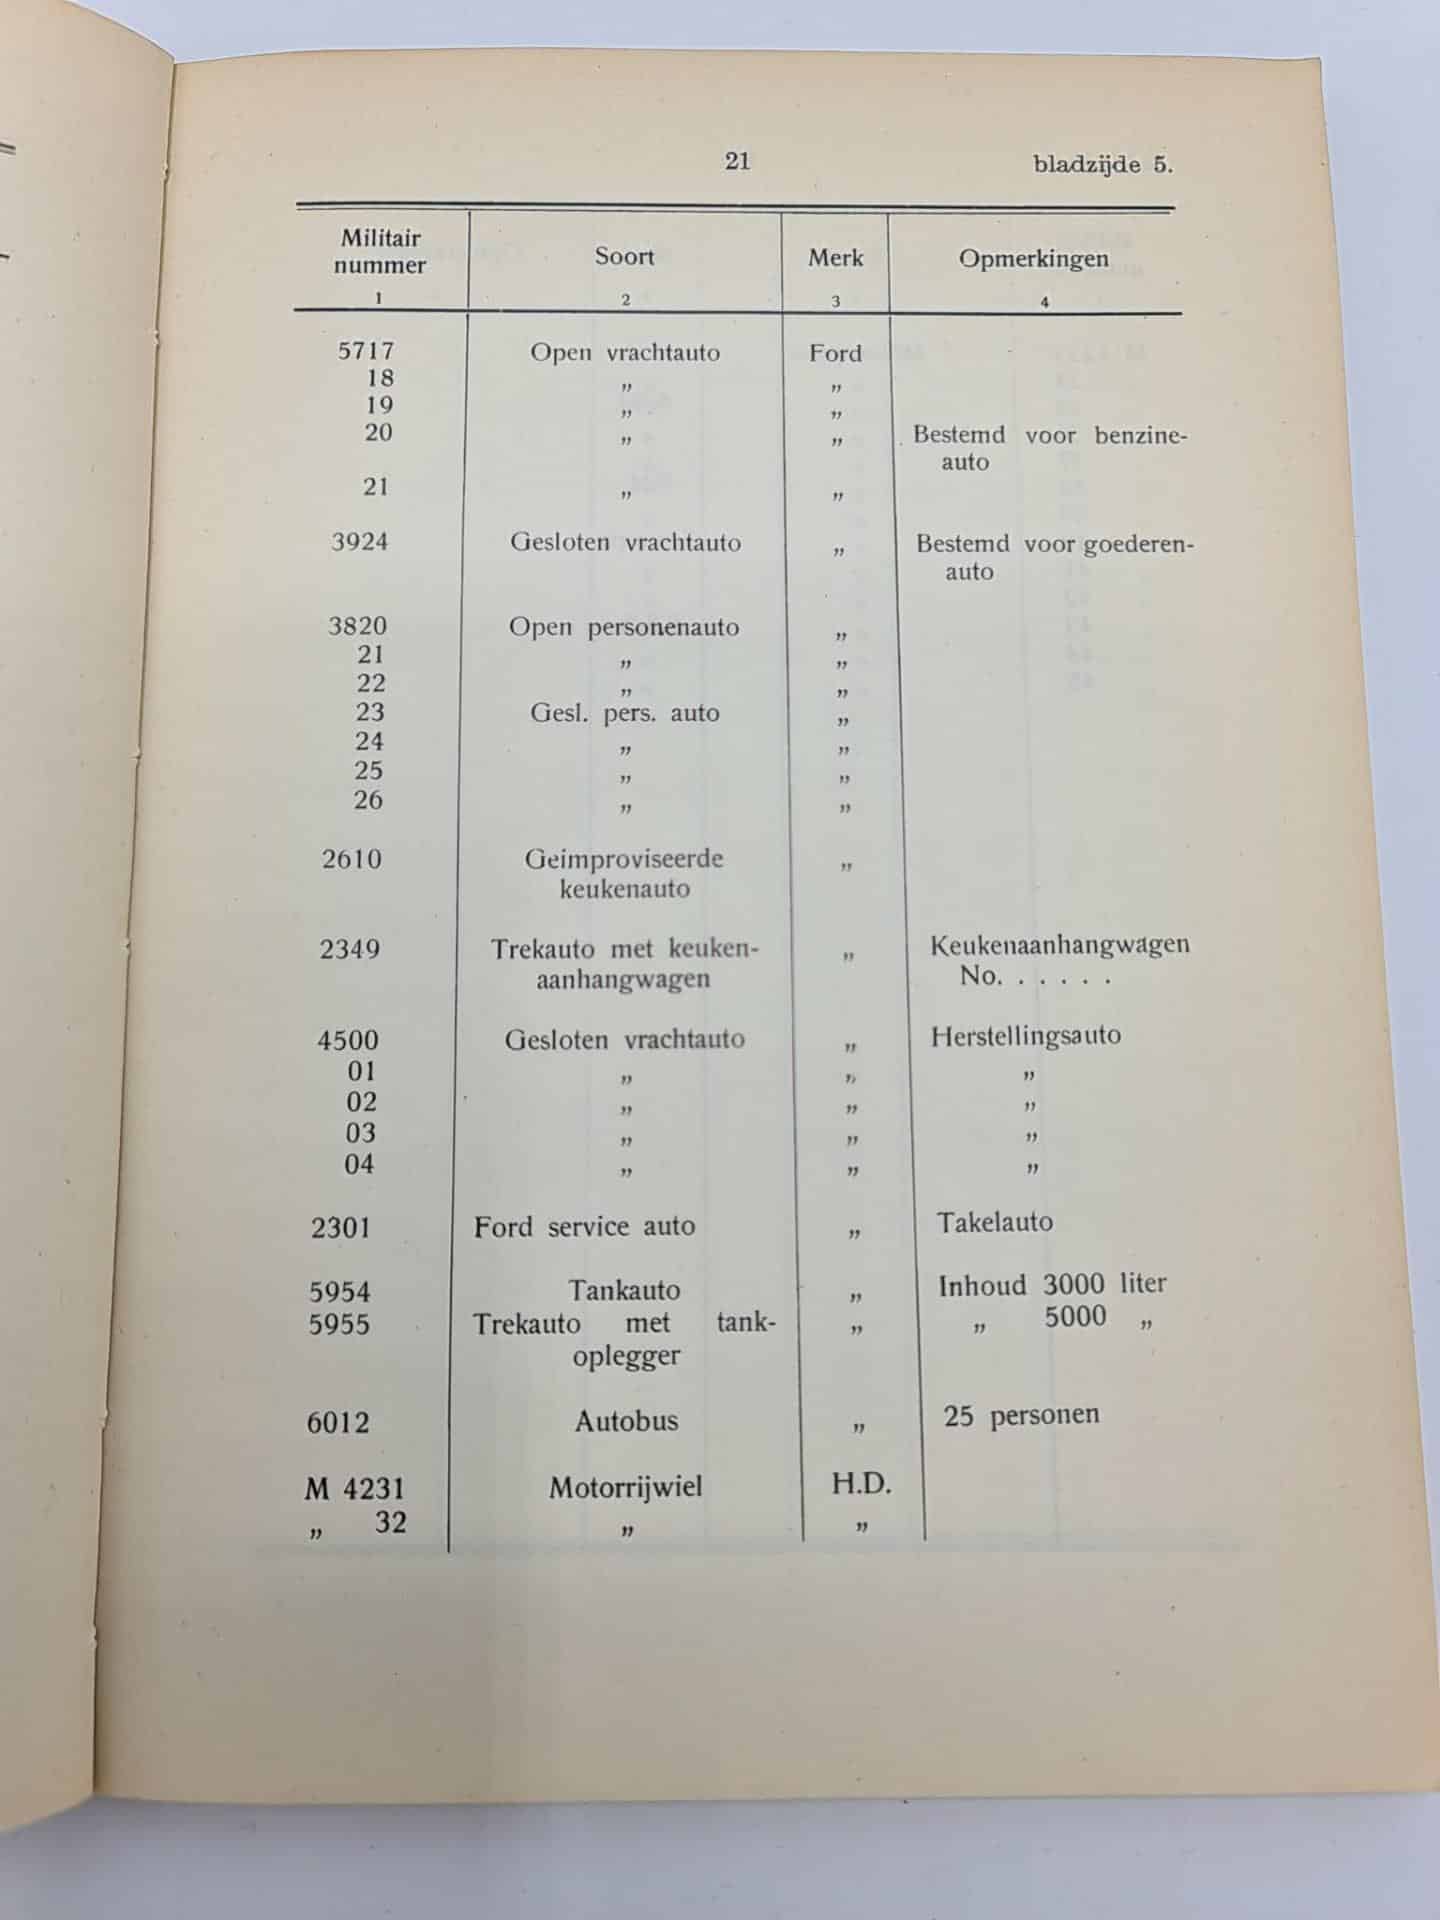 21 bladzijde 5.
Militair nummer Soort Merk Opmerkingen
1 2 3 4
5717 Open vrachtauto Ford
18 „ „
19 „ „
20 „ „ Bestemd voor benzine-
auto
21 „ „
3924 Gesloten vrachtauto „ Bestemd voor goederen-
auto
3820 Open personenauto „
21 „ „
22 „ „
23 Gesl. pers. auto „
24 „ „
25 „ „
26 „ „
2610 Geimproviseerde „
keukenauto
2349 Trekauto met keuken- „ Keukenaanhangwagen
aanhangwagen No. . . . . .
4500 Gesloten vrachtauto „ Herstellingsauto
01 „ „ „
02 „ „ „
03 „ „ „
04 „ „ „
2301 Ford service auto „ Takelauto
5954 Tankauto „ Inhoud 3000 liter
5955 Trekauto met tank- „ „ 5000 „
oplegger
6012 Autobus „ 25 personen
M 4231 Motorrijwiel H.D.
„ 32 „ „